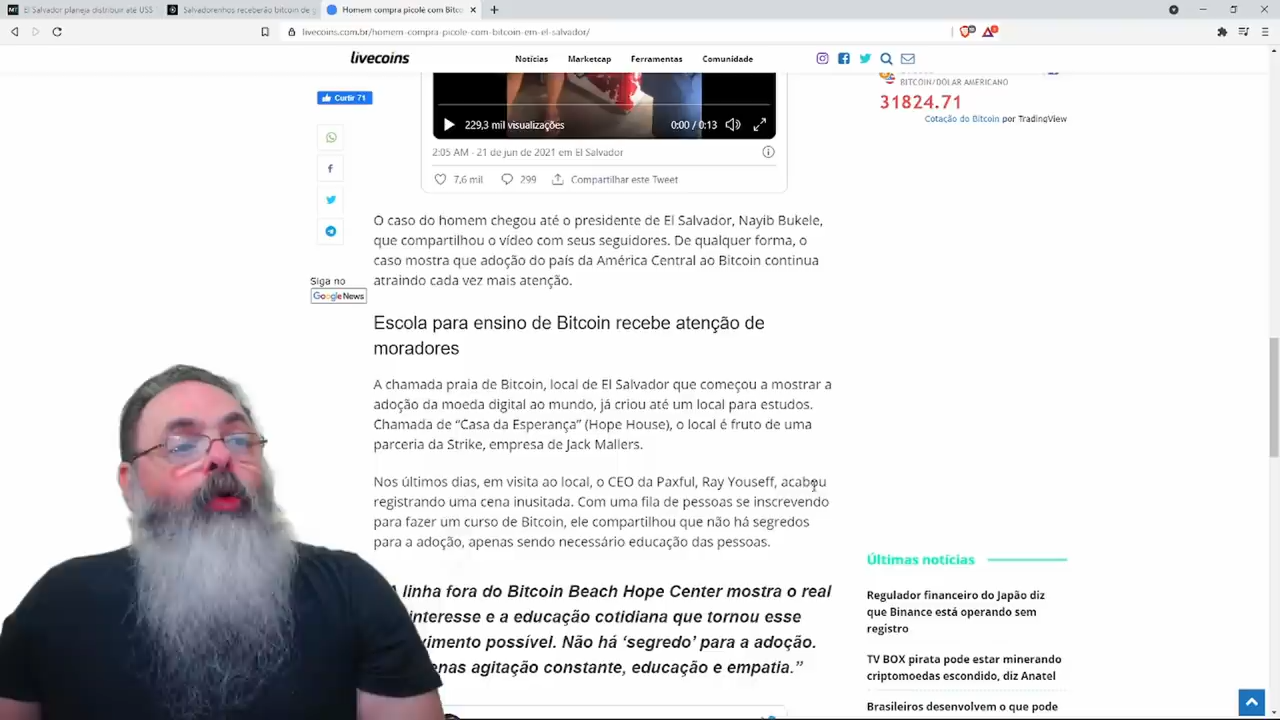 El Salvador planeja distribuir até US$
Salvadorenhos receberão bitcoin de g
Homem compra picolé com Bitco
livecoins.com.br/homem-compra-picole-com-bitcoin-em-el-salvador/
livecoins
Notícias Marketcap Ferramentas Comunidade
Curtir 71
229,3 mil visualizações
0:00 / 0:13
BITCOIN/DÓLAR AMERICANO
31824.71
Cotação do Bitcoin por TradingView
2:05 AM · 21 de jun de 2021 em El Salvador
7,6 mil 299 Compartilhar este Tweet
O caso do homem chegou até o presidente de El Salvador, Nayib Bukele,
que compartilhou o vídeo com seus seguidores. De qualquer forma, o
caso mostra que adoção do país da América Central ao Bitcoin continua
atraindo cada vez mais atenção.
Siga no
Google News
Escola para ensino de Bitcoin recebe atenção de
moradores
A chamada praia de Bitcoin, local de El Salvador que começou a mostrar a
adoção da moeda digital ao mundo, já criou até um local para estudos.
Chamada de “Casa da Esperança” (Hope House), o local é fruto de uma
parceria da Strike, empresa de Jack Mallers.
Nos últimos dias, em visita ao local, o CEO da Paxful, Ray Youseff, acabou
registrando uma cena inusitada. Com uma fila de pessoas se inscrevendo
para fazer um curso de Bitcoin, ele compartilhou que não há segredos
para a adoção, apenas sendo necessário educação das pessoas.
linha fora do Bitcoin Beach Hope Center mostra o real
interesse e a educação cotidiana que tornou esse
vimento possível. Não há ‘segredo’ para a adoção.
enas agitação constante, educação e empatia.”
Últimas notícias
Regulador financeiro do Japão diz
que Binance está operando sem
registro
TV BOX pirata pode estar minerando
criptomoedas escondido, diz Anatel
Brasileiros desenvolvem o que pode